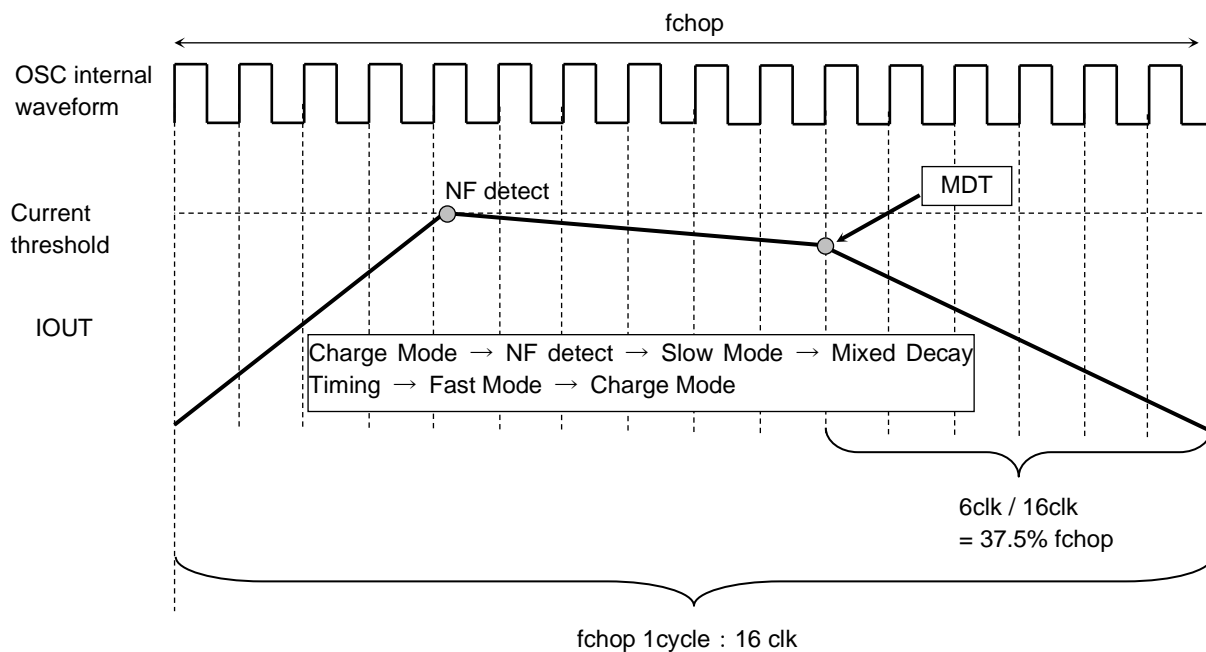 fchop
OSC internal
waveform
NF detect
MDT
Current
threshold
IOUT
Charge Mode → NF detect → Slow Mode → Mixed Decay
Timing → Fast Mode → Charge Mode
6clk / 16clk
= 37.5% fchop
fchop 1cycle : 16 clk